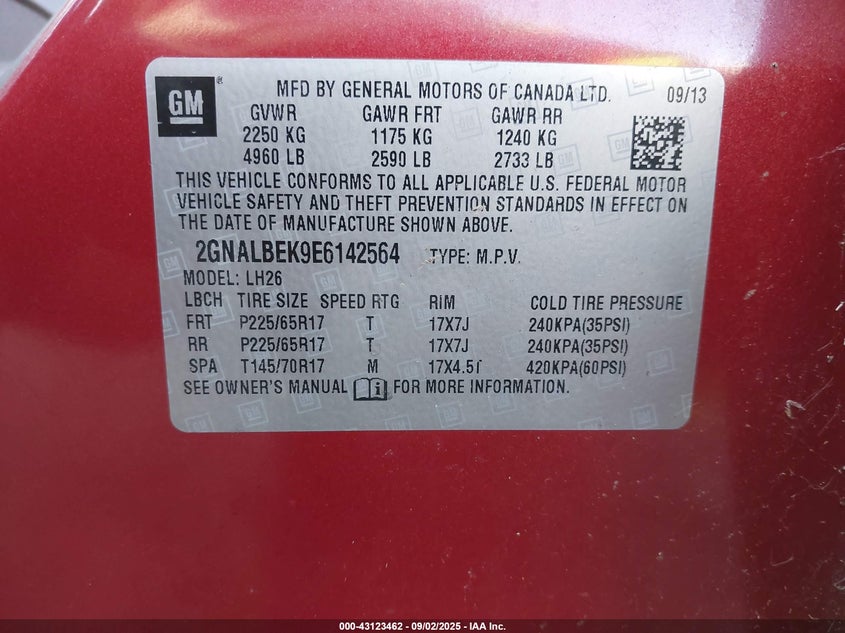 GM
MFD BY GENERAL MOTORS OF CANADA LTD. 09/13
GVWR GAWR FRT GAWR RR
2250 KG 1175 KG 1240 KG
4960 LB 2590 LB 2733 LB
THIS VEHICLE CONFORMS TO ALL APPLICABLE U.S. FEDERAL MOTOR
VEHICLE SAFETY AND THEFT PREVENTION STANDARDS IN EFFECT ON
THE DATE OF MANUFACTURE SHOWN ABOVE.
2GNALBEK9E6142564 TYPE: M.P.V.
MODEL: LH26
LBCH TIRE SIZE SPEED RTG RIM COLD TIRE PRESSURE
FRT P225/65R17 T 17X7J 240KPA(35PSI)
RR P225/65R17 T 17X7J 240KPA(35PSI)
SPA T145/70R17 M 17X4.5T 420KPA(60PSI)
SEE OWNER'S MANUAL FOR MORE INFORMATION.
000-43123462 - 09/02/2025 - IAA Inc.